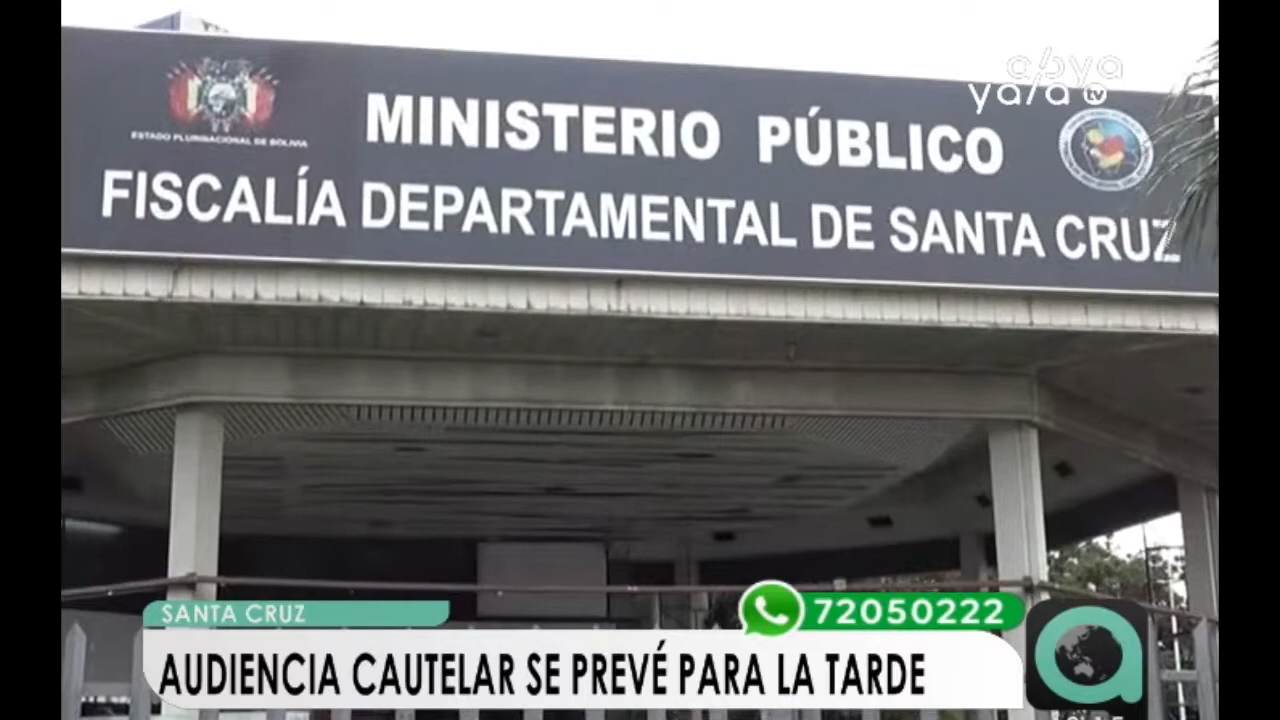 abya
yala tv
ESTADO PLURINACIONAL DE BOLIVIA
MINISTERIO PÚBLICO
FISCALÍA DEPARTAMENTAL DE SANTA CRUZ
SANTA CRUZ
72050222
AUDIENCIA CAUTELAR SE PREVÉ PARA LA TARDE